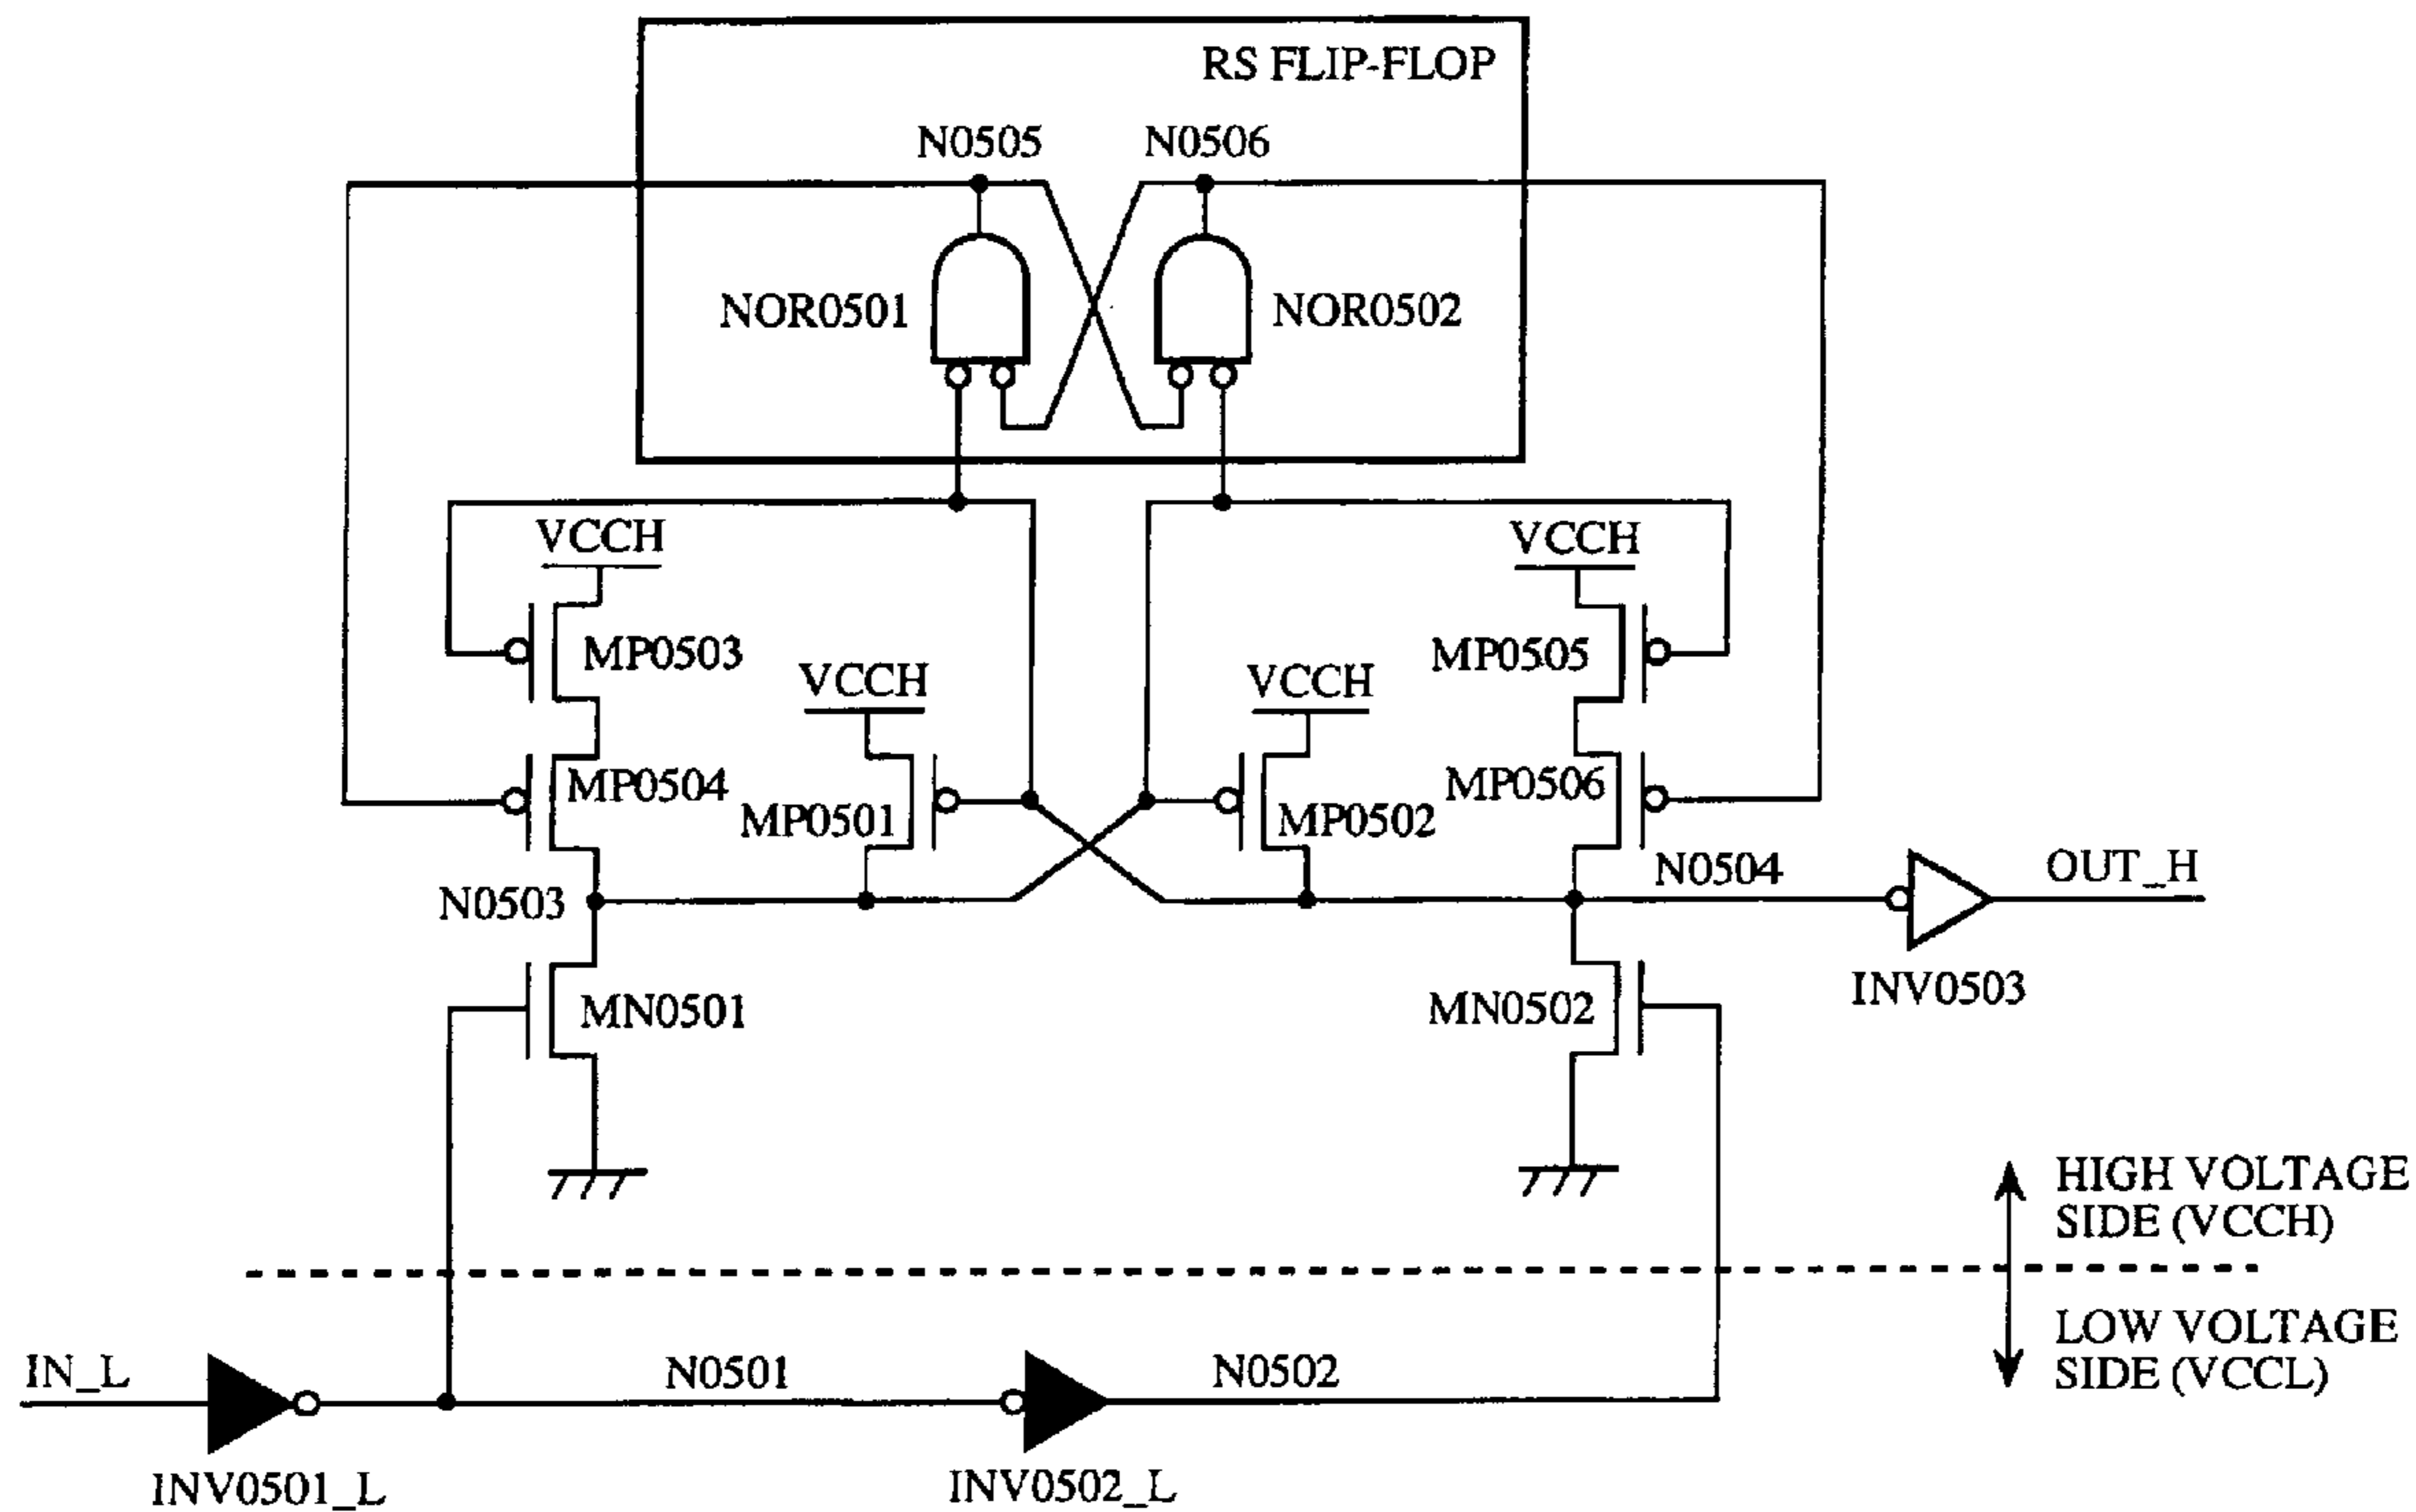 RS FLIP-FLOP
N0505
N0506
NOR0501
NOR0502
VCCH
VCCH
MP0503
MP0505
VCCH
VCCH
MP0504
MP0501
MP0502
MP0506
N0503
N0504
OUT_H
INV0503
MN0501
MN0502
HIGH VOLTAGE
SIDE (VCCH)
LOW VOLTAGE
SIDE (VCCL)
IN_L
N0501
N0502
INV0501_L
INV0502_L